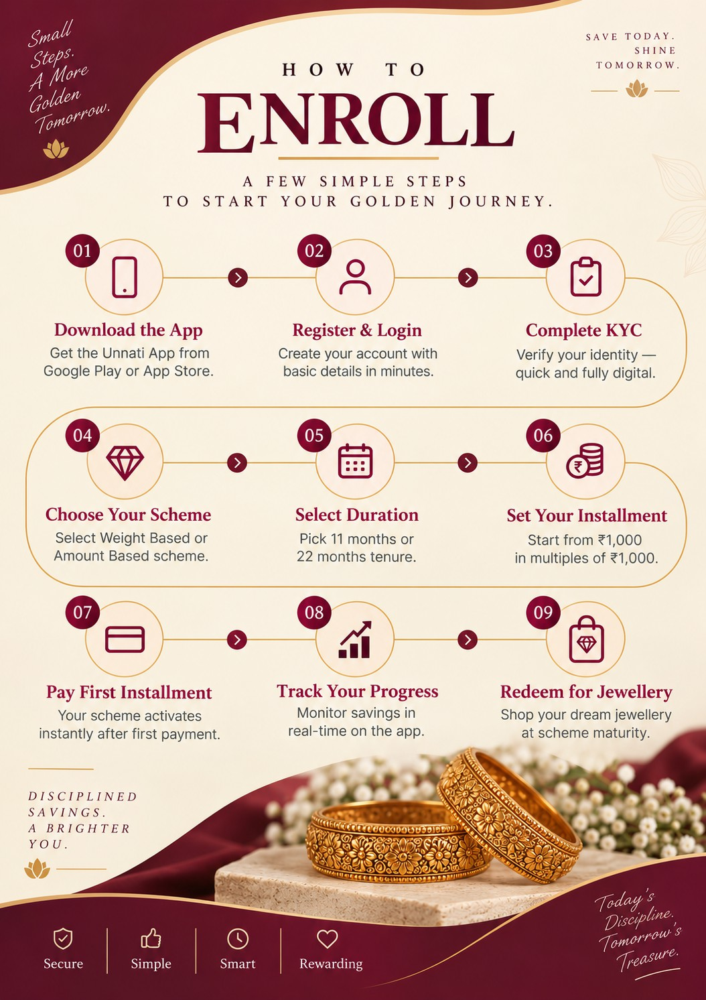 Small
Steps.
A More
Golden
Tomorrow.
SAVE TODAY.
SHINE
TOMORROW.
HOW TO
ENROLL
A FEW SIMPLE STEPS
TO START YOUR GOLDEN JOURNEY.
01
Download the App
Get the Unnati App from
Google Play or App Store.
02
Register & Login
Create your account with
basic details in minutes.
03
Complete KYC
Verify your identity —
quick and fully digital.
04
Choose Your Scheme
Select Weight Based or
Amount Based scheme.
05
Select Duration
Pick 11 months or
22 months tenure.
06
₹
Set Your Installment
Start from ₹1,000
in multiples of ₹1,000.
07
Pay First Installment
Your scheme activates
instantly after first payment.
08
Track Your Progress
Monitor savings in
real-time on the app.
09
Redeem for Jewellery
Shop your dream jewellery
at scheme maturity.
DISCIPLINED
SAVINGS.
A BRIGHTER
YOU.
Secure
Simple
Smart
Rewarding
Today's
Discipline.
Tomorrow's
Treasure.